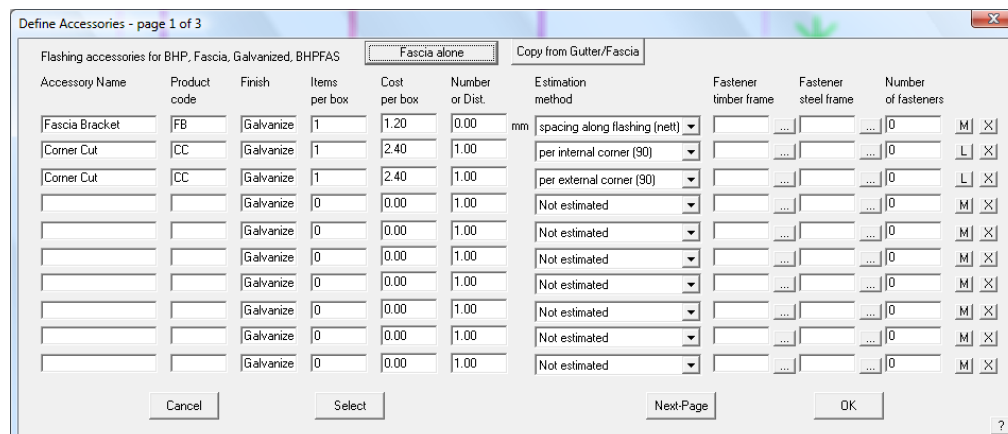 Define Accessories - page 1 of 3
X
Flashing accessories for BHP, Fascia, Galvanized, BHPFAS Fascia alone Copy from Gutter/Fascia
Accessory Name Product Finish Items Cost Number Estimation Fastener Fastener Number
code per box per box or Dist. method timber frame steel frame of fasteners
Fascia Bracket FB Galvanize 1 1.20 0.00 mm spacing along flashing (nett) ... ... 0 M X
Corner Cut CC Galvanize 1 2.40 1.00 per internal corner (90) ... ... 0 L X
Corner Cut CC Galvanize 1 2.40 1.00 per external corner (90) ... ... 0 L X
Galvanize 0 0.00 1.00 Not estimated ... ... 0 M X
Galvanize 0 0.00 1.00 Not estimated ... ... 0 M X
Galvanize 0 0.00 1.00 Not estimated ... ... 0 M X
Galvanize 0 0.00 1.00 Not estimated ... ... 0 M X
Galvanize 0 0.00 1.00 Not estimated ... ... 0 M X
Galvanize 0 0.00 1.00 Not estimated ... ... 0 M X
Galvanize 0 0.00 1.00 Not estimated ... ... 0 M X
Cancel Select Next-Page OK
?